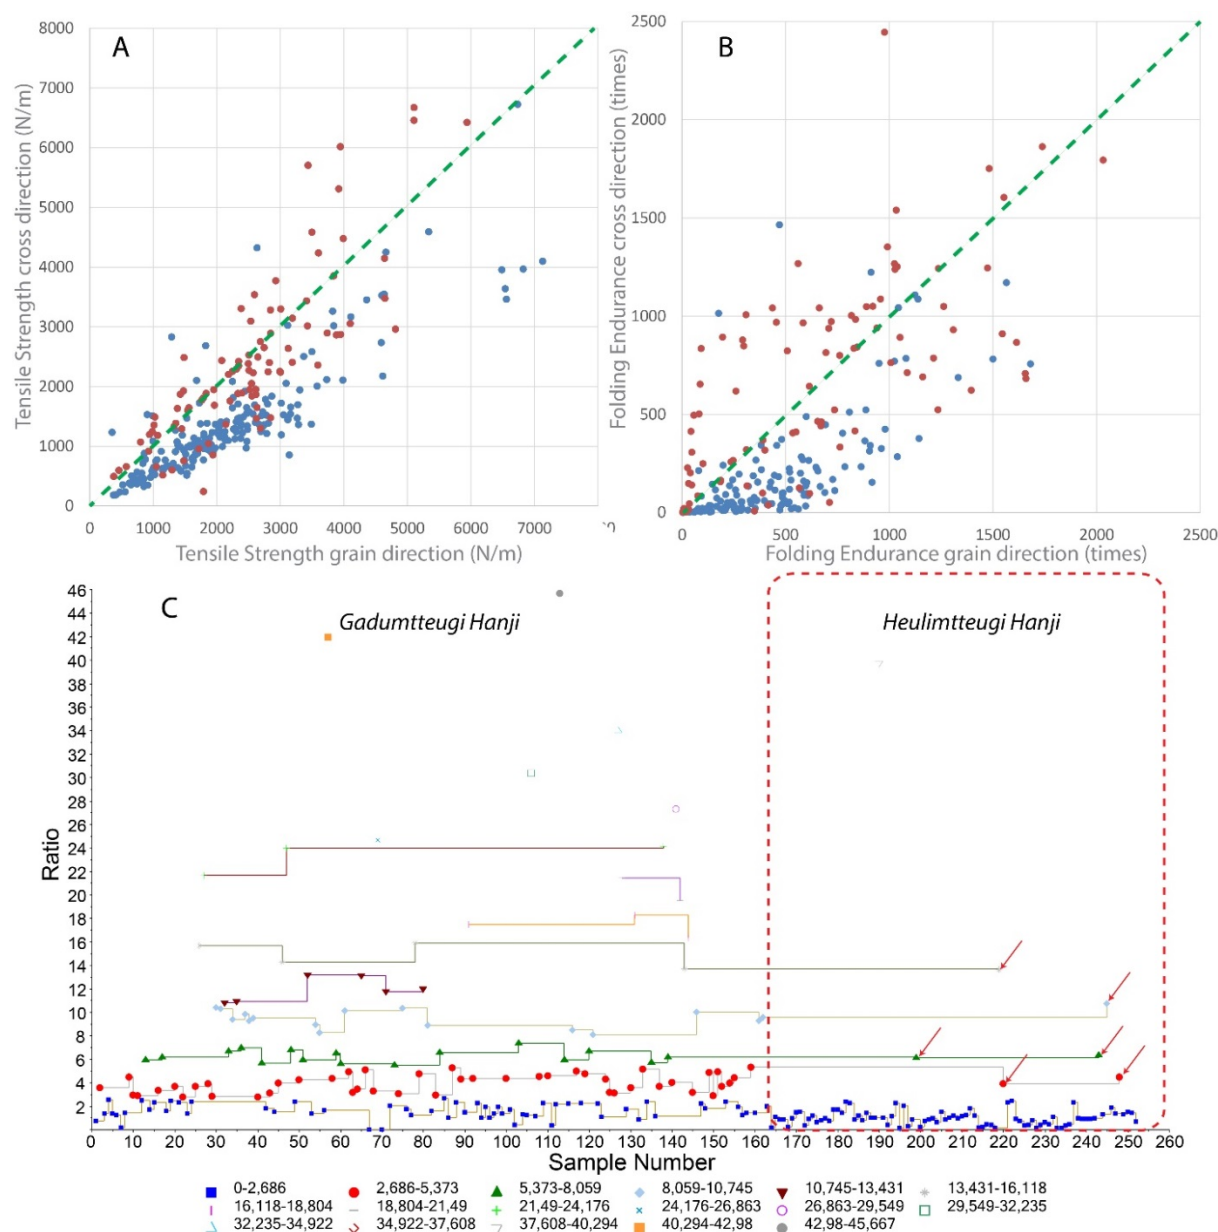 A
Tensile Strength cross direction (N/m)
8000
7000
6000
5000
4000
3000
2000
1000
0
0 1000 2000 3000 4000 5000 6000 7000
Tensile Strength grain direction (N/m)
B
Folding Endurance cross direction (times)
2500
2000
1500
1000
500
0
0 500 1000 1500 2000 2500
Folding Endurance grain direction (times)
C
Gadumtteugi Hanji
Heulimtteugi Hanji
Ratio
46
44
42
40
38
36
34
32
30
28
26
24
22
20
18
16
14
12
10
8
6
4
2
0 10 20 30 40 50 60 70 80 90 100 110 120 130 140 150 160 170 180 190 200 210 220 230 240 250 260
Sample Number
0-2,686 2,686-5,373 5,373-8,059 8,059-10,745 10,745-13,431 13,431-16,118
16,118-18,804 18,804-21,49 21,49-24,176 24,176-26,863 26,863-29,549 29,549-32,235
32,235-34,922 34,922-37,608 37,608-40,294 40,294-42,98 42,98-45,667